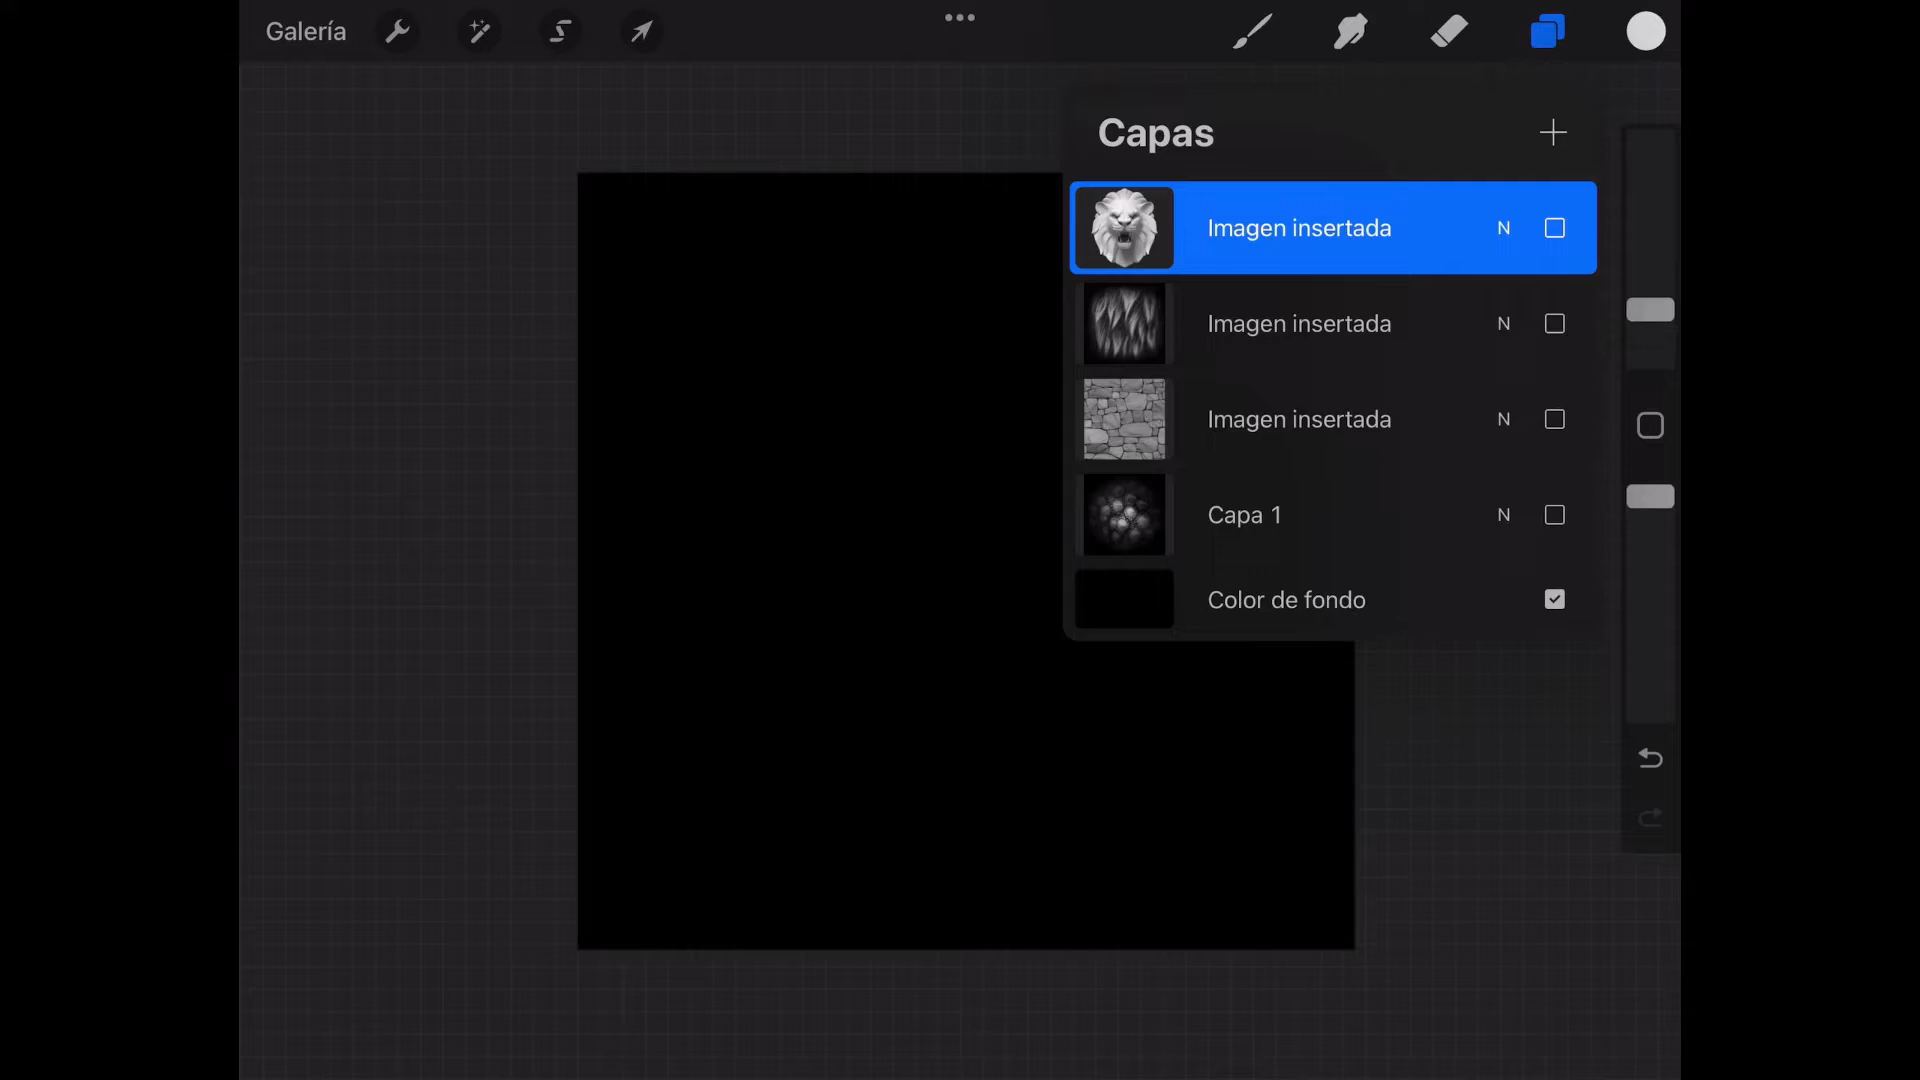 Galería
Capas
Imagen insertada N
Imagen insertada N
Imagen insertada N
Capa 1 N
Color de fondo